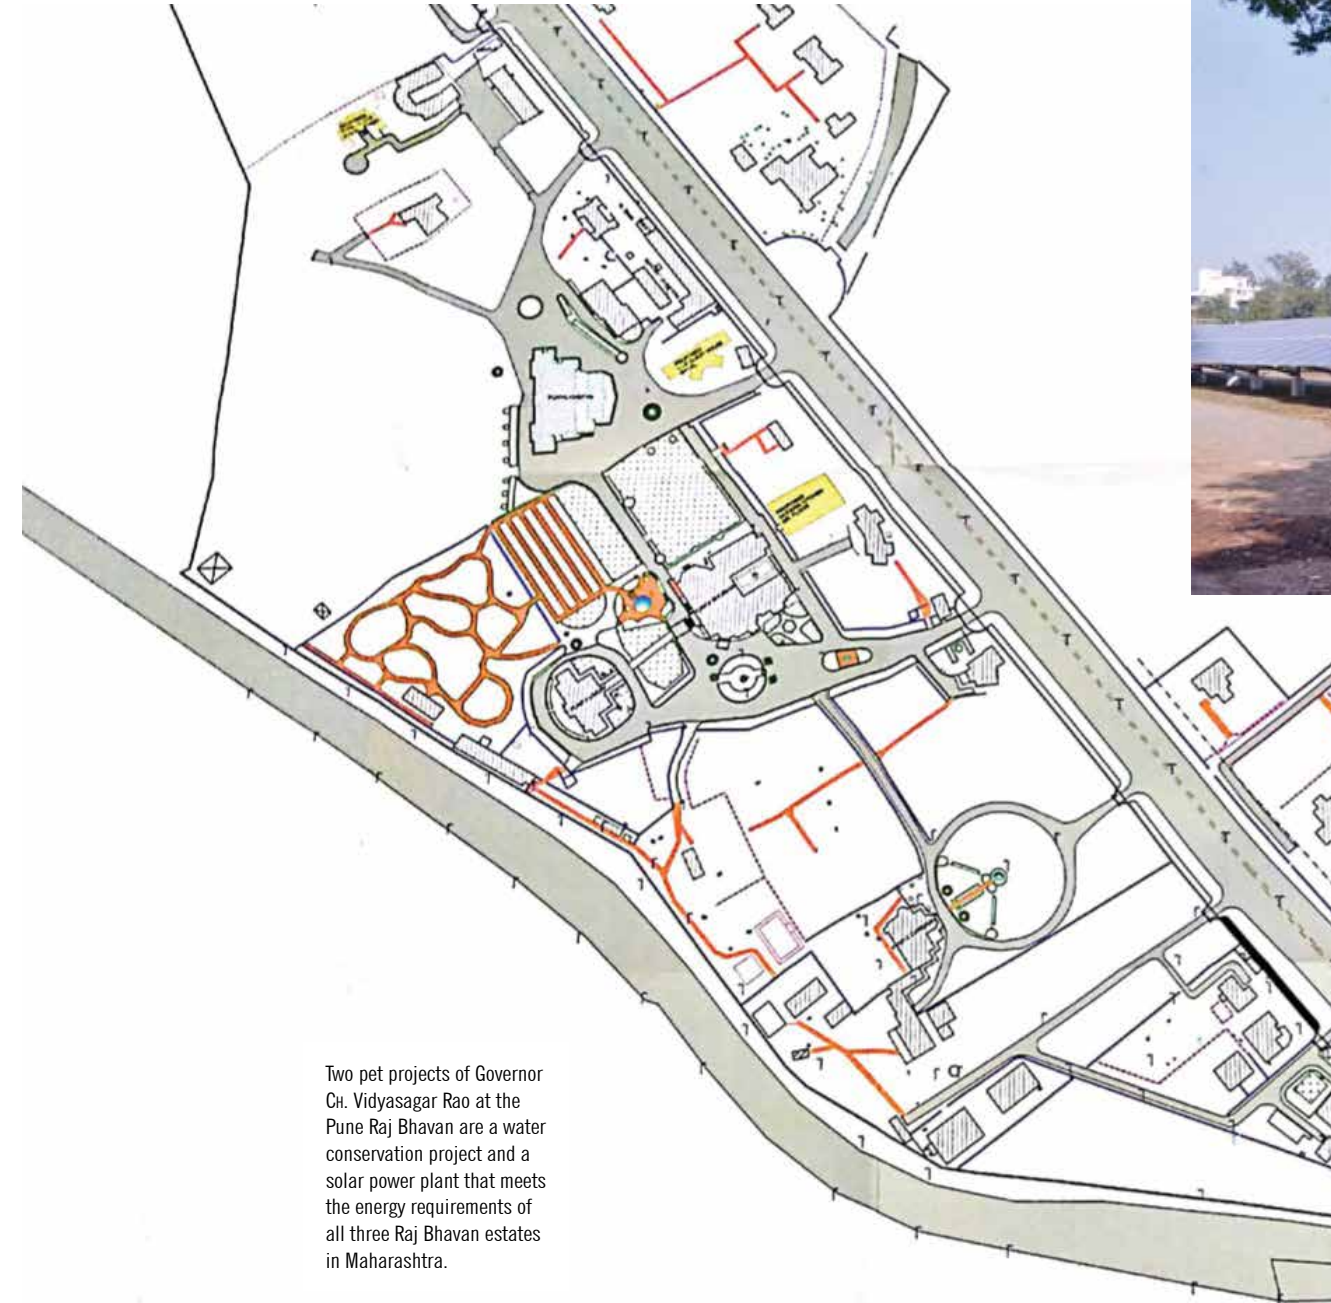 Two pet projects of Governor
CH. Vidyasagar Rao at the
Pune Raj Bhavan are a water
conservation project and a
solar power plant that meets
the energy requirements of
all three Raj Bhavan estates
in Maharashtra.